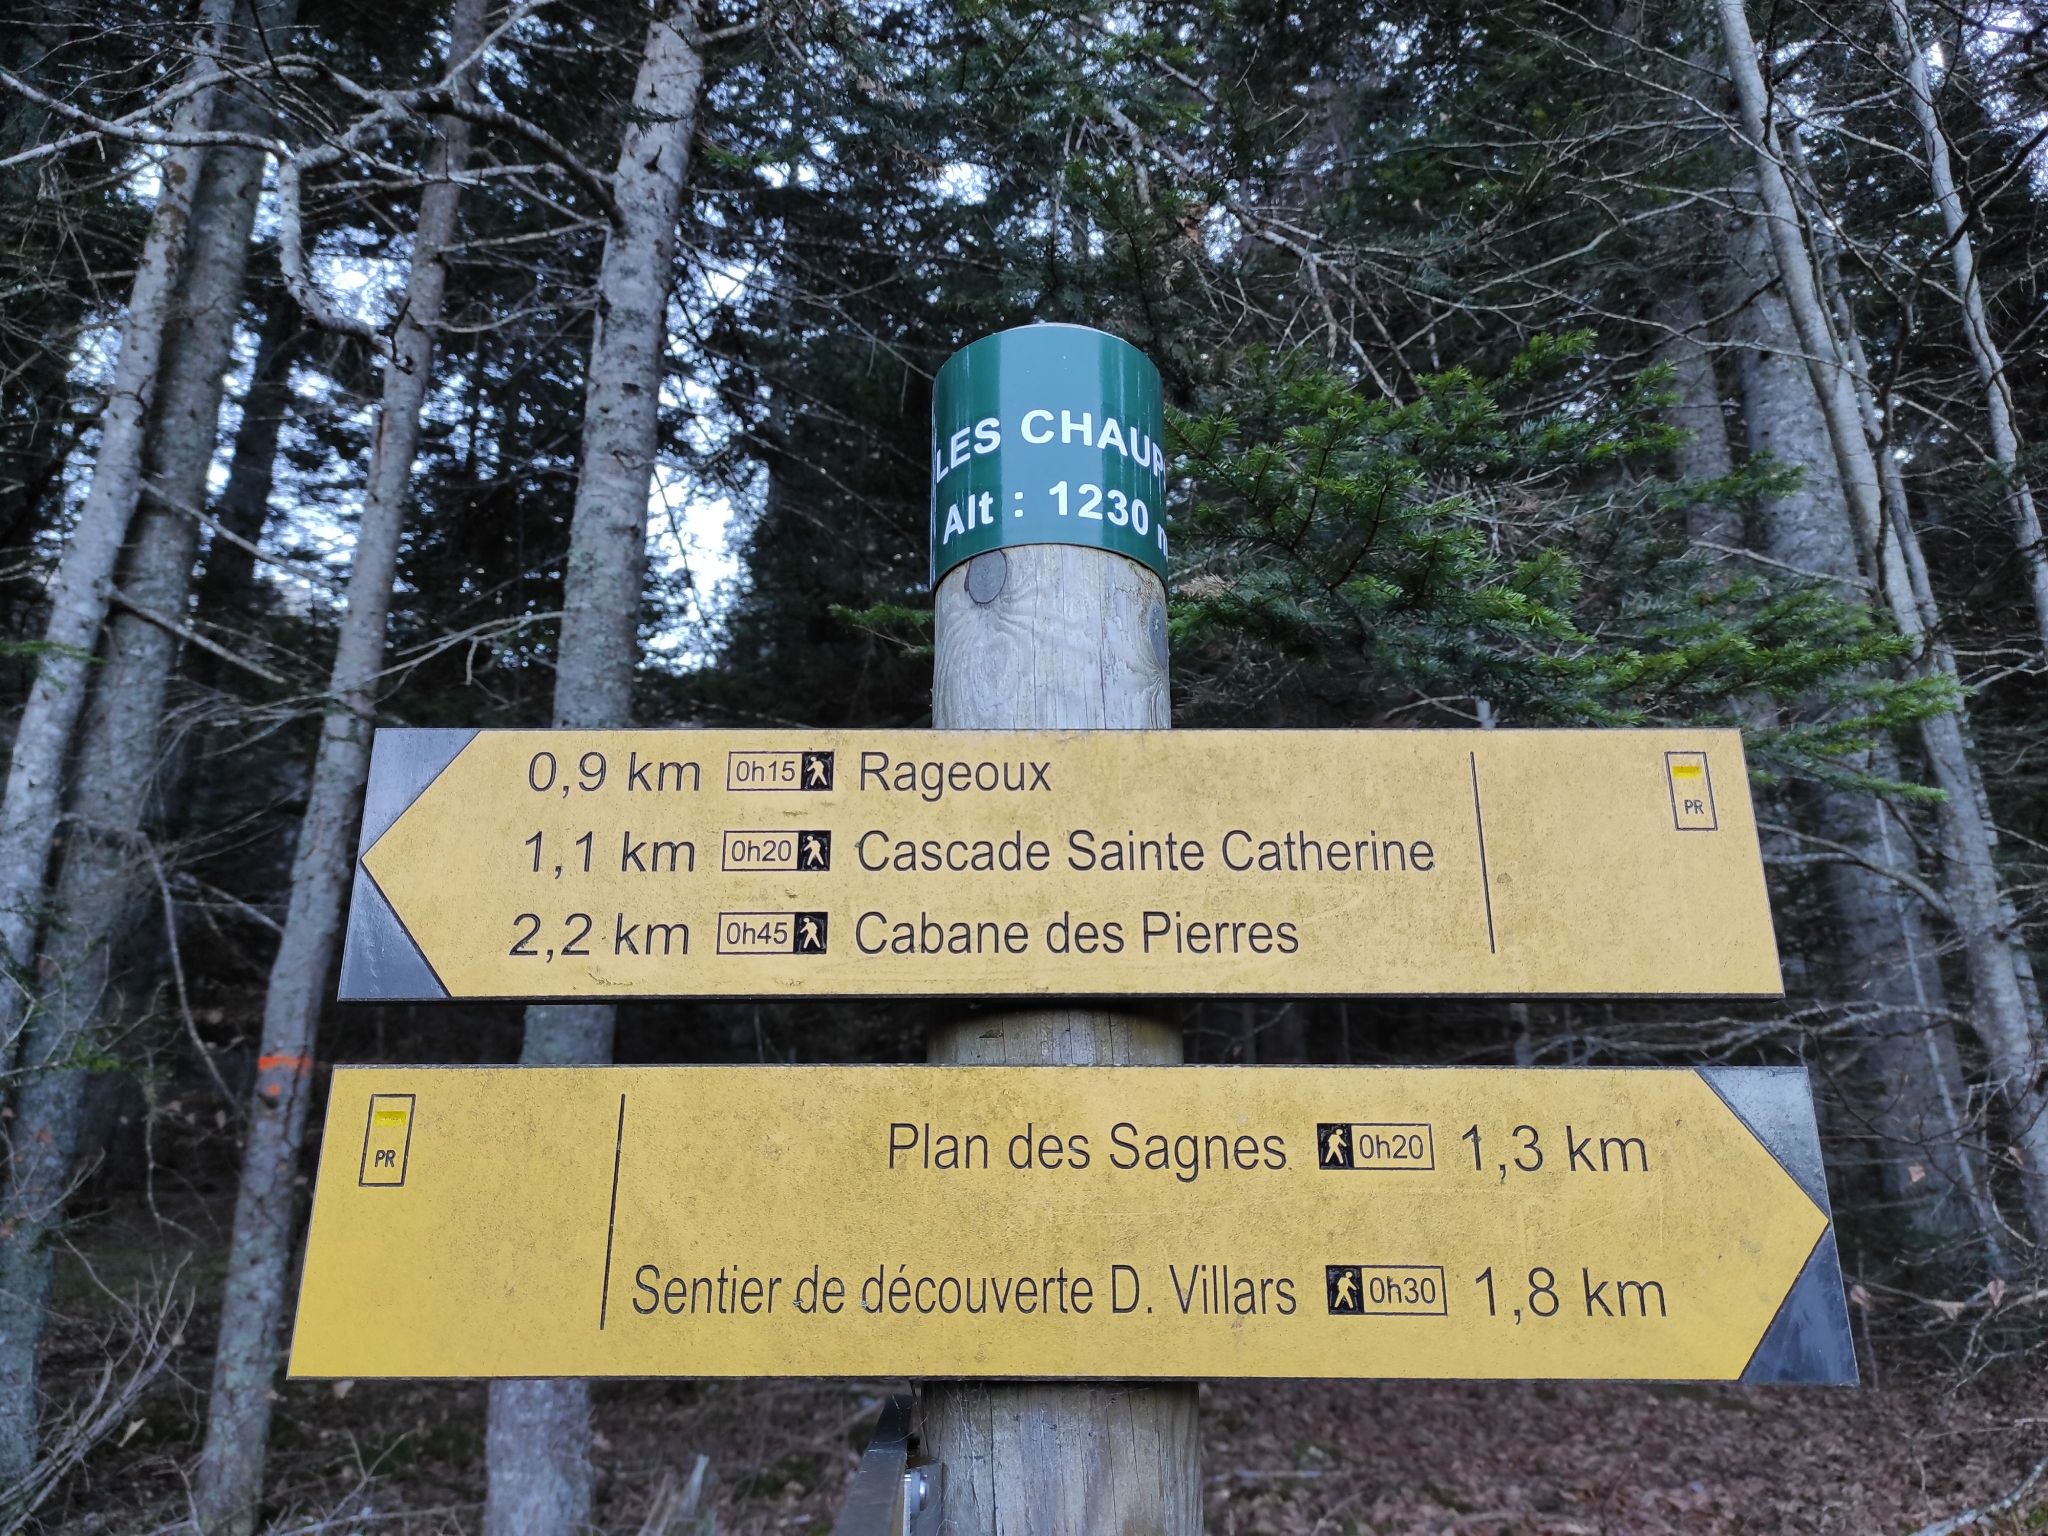 LES CHAUP
Alt : 1230 m
0,9 km 0h15 Rageoux
1,1 km 0h20 Cascade Sainte Catherine
2,2 km 0h45 Cabane des Pierres
PR
PR
Plan des Sagnes 0h20 1,3 km
Sentier de découverte D. Villars 0h30 1,8 km